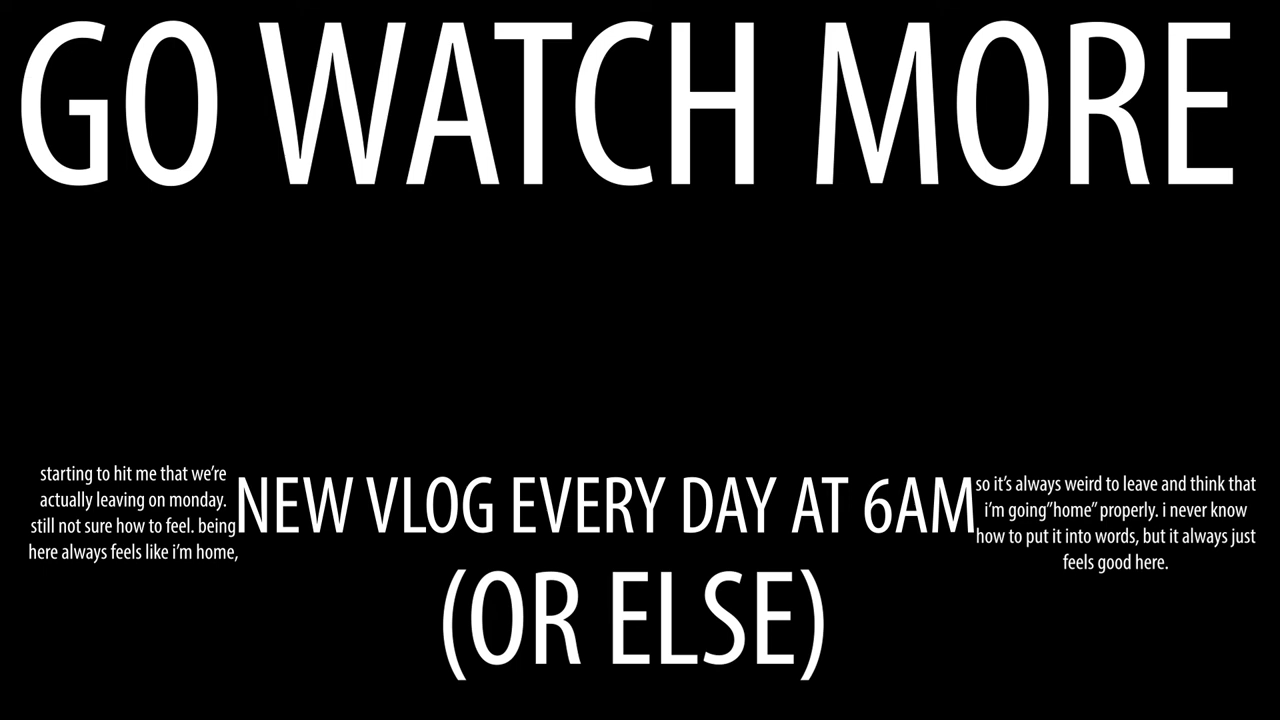 GO WATCH MORE
starting to hit me that we're
actually leaving on monday.
still not sure how to feel. being
here always feels like i'm home,
NEW VLOG EVERY DAY AT 6AM
(OR ELSE)
so it's always weird to leave and think that
i'm going"home" properly. i never know
how to put it into words, but it always just
feels good here.